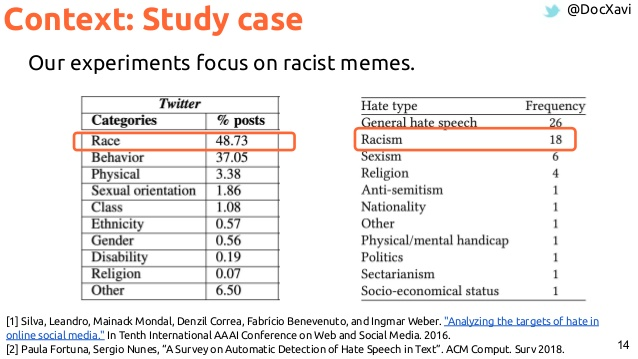 Context: Study case
@DocXavi
Our experiments focus on racist memes.
Twitter
Categories % posts
Race 48.73
Behavior 37.05
Physical 3.38
Sexual orientation 1.86
Class 1.08
Ethnicity 0.57
Gender 0.56
Disability 0.19
Religion 0.07
Other 6.50
Hate type Frequency
General hate speech 26
Racism 18
Sexism 6
Religion 4
Anti-semitism 1
Nationality 1
Other 1
Physical/mental handicap 1
Politics 1
Sectarianism 1
Socio-economical status 1
[1] Silva, Leandro, Mainack Mondal, Denzil Correa, Fabrício Benevenuto, and Ingmar Weber. "Analyzing the targets of hate in
online social media." In Tenth International AAAI Conference on Web and Social Media. 2016.
[2] Paula Fortuna, Sergio Nunes, "A Survey on Automatic Detection of Hate Speech in Text". ACM Comput. Surv 2018.
14